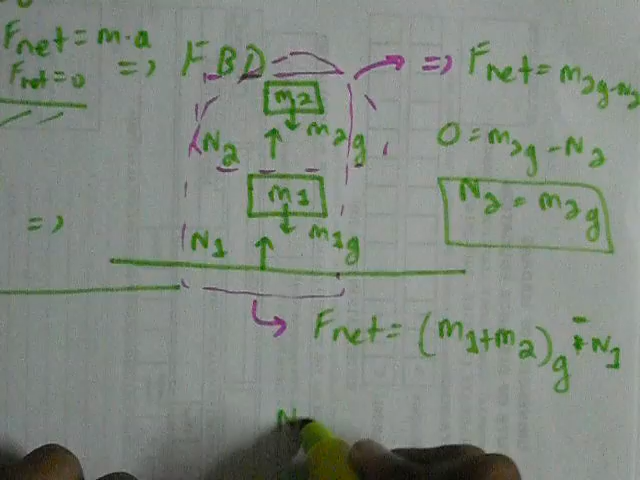 Fnet = m·a
Fnet = 0
=> FBD
=> Fnet = m2g - N2
m2
N2
m2g
0 = m2g - N2
m1
N2 = m2g
=>
N1
m1g
Fnet = (m1+m2)g - N1
N